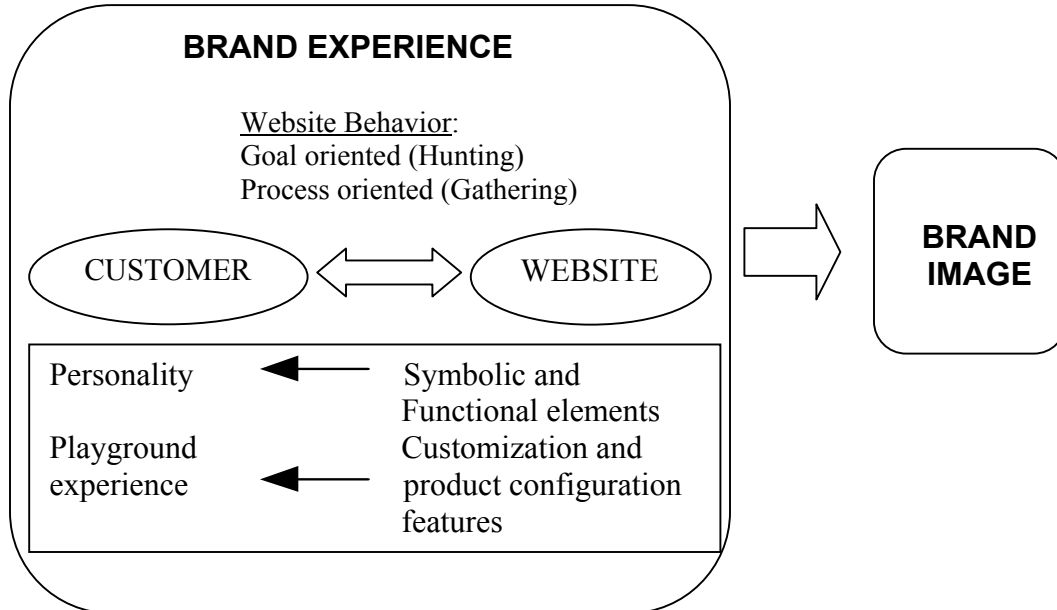 BRAND EXPERIENCE
Website Behavior:
Goal oriented (Hunting)
Process oriented (Gathering)
CUSTOMER
WEBSITE
BRAND
IMAGE
Personality
Symbolic and
Functional elements
Playground
experience
Customization and
product configuration
features